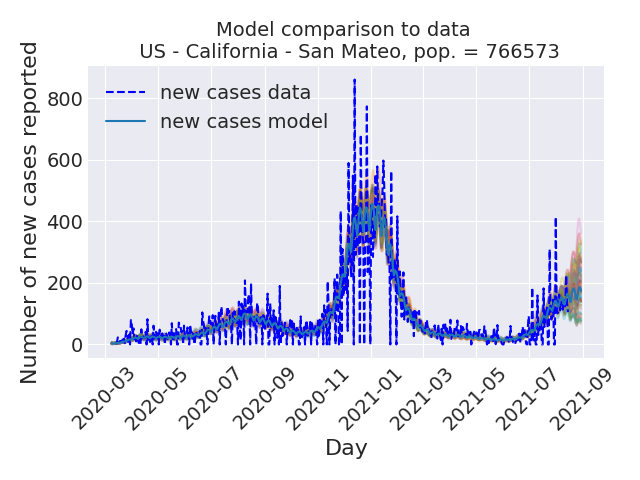 Model comparison to data
US - California - San Mateo, pop. = 766573
new cases data
new cases model
Number of new cases reported
800
600
400
200
0
2020-03
2020-05
2020-07
2020-09
2020-11
2021-01
2021-03
2021-05
2021-07
2021-09
Day